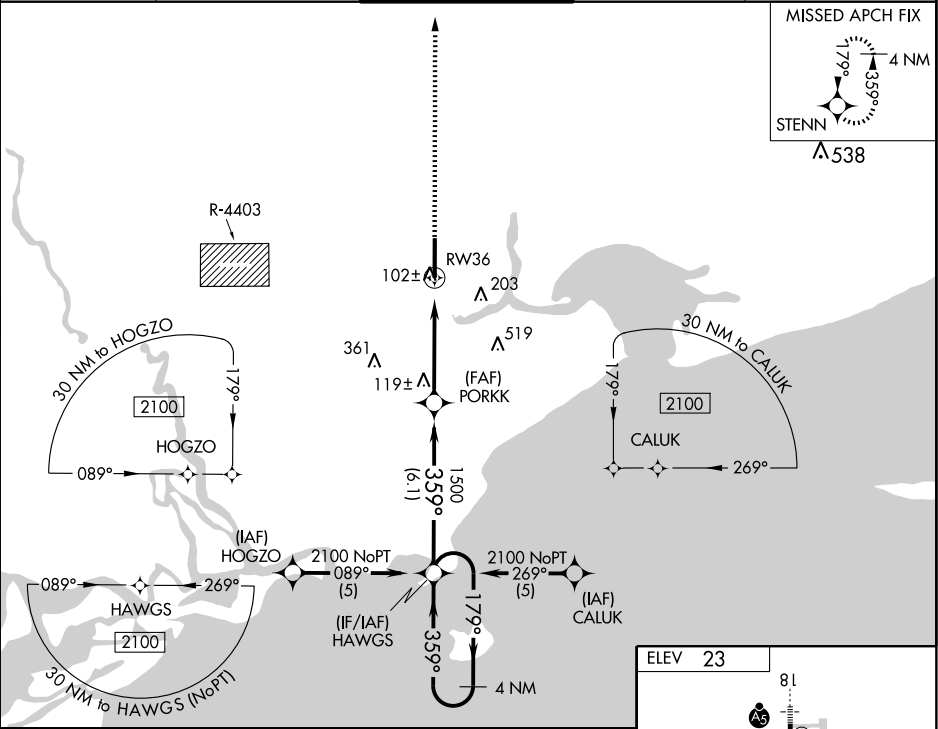 MISSED APCH FIX
179°
359°
4 NM
STENN
538
R-4403
102±
RW36
203
519
361
119±
(FAF)
PORKK
30 NM to HOGZO
179°
2100
HOGZO
089°
30 NM to CALUK
179°
2100
CALUK
269°
1500
359°
(6.1)
(IAF)
HOGZO
2100 NoPT
089°
(5)
2100 NoPT
269°
(5)
(IAF)
CALUK
(IF/IAF)
HAWGS
359°
179°
4 NM
089°
269°
HAWGS
2100
30 NM to HAWGS (NoPT)
ELEV 23
18
A5